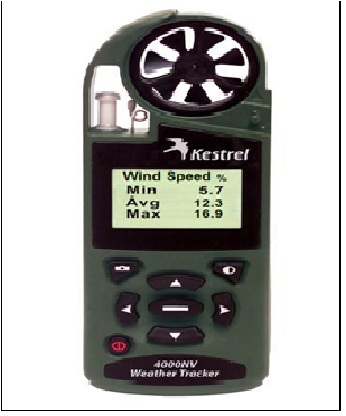 Kestrel
Wind Speed %
Min 5.7
Avg 12.3
Max 16.9
4000NV
Weather Tracker